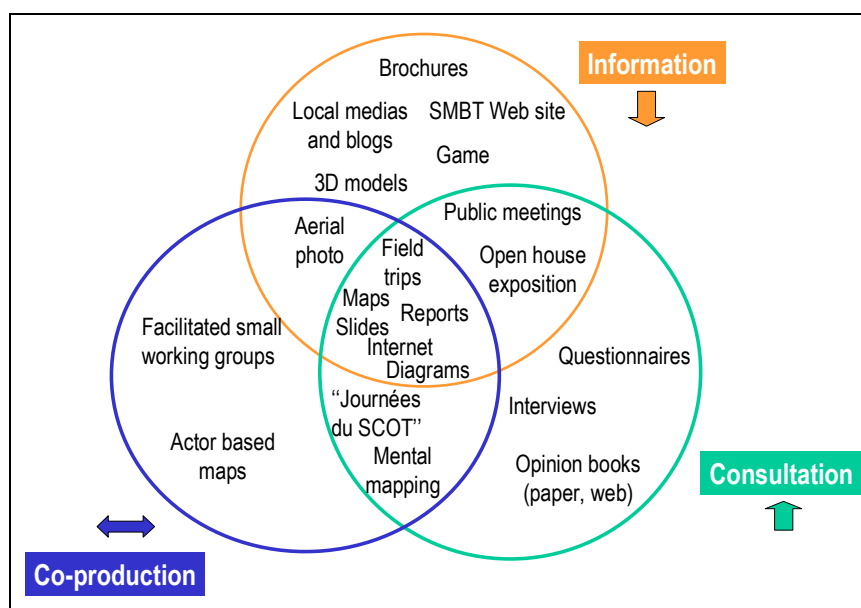 Brochures
Information
Local medias
and blogs
SMBT Web site
Game
3D models
Public meetings
Aerial
photo
Field
trips
Open house
exposition
Maps
Slides
Reports
Internet
Diagrams
Facilitated small
working groups
Questionnaires
‘‘Journées
du SCOT’’
Interviews
Actor based
maps
Mental
mapping
Opinion books
(paper, web)
Consultation
Co-production